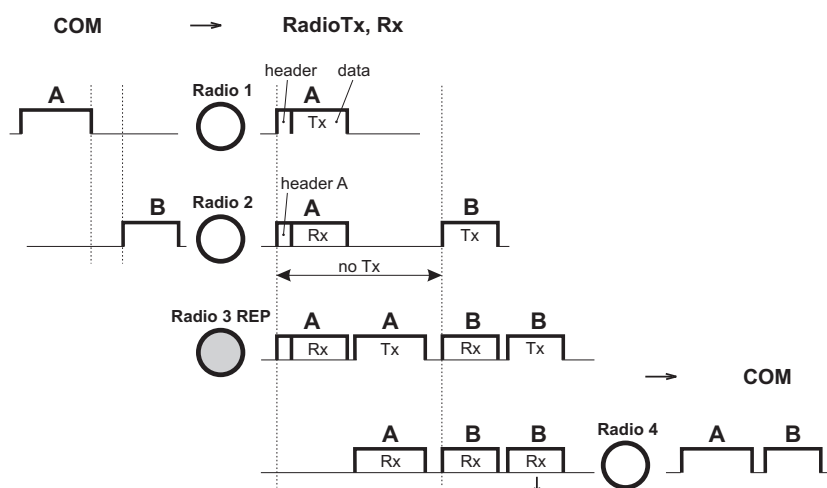 COM → RadioTx, Rx
header data
A Radio 1 A
Tx
header A
B Radio 2 A B
Rx Tx
no Tx
Radio 3 REP A A B B
Rx Tx Rx Tx
→ COM
A B B Radio 4 A B
Rx Rx Rx